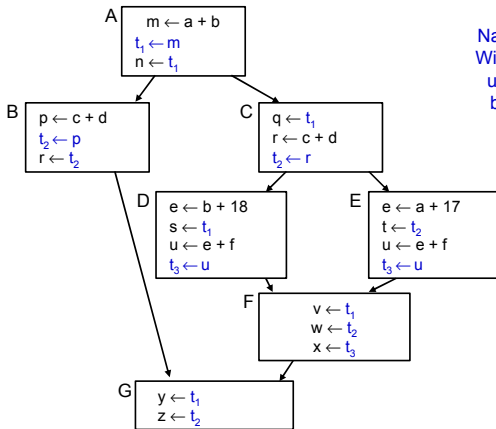 A
m ← a + b
t₁ ← m
n ← t₁
B
p ← c + d
t₂ ← p
r ← t₂
C
q ← t₁
r ← c + d
t₂ ← r
D
e ← b + 18
s ← t₁
u ← e + f
t₃ ← u
E
e ← a + 17
t ← t₂
u ← e + f
t₃ ← u
F
v ← t₁
w ← t₂
x ← t₃
G
y ← t₁
z ← t₂